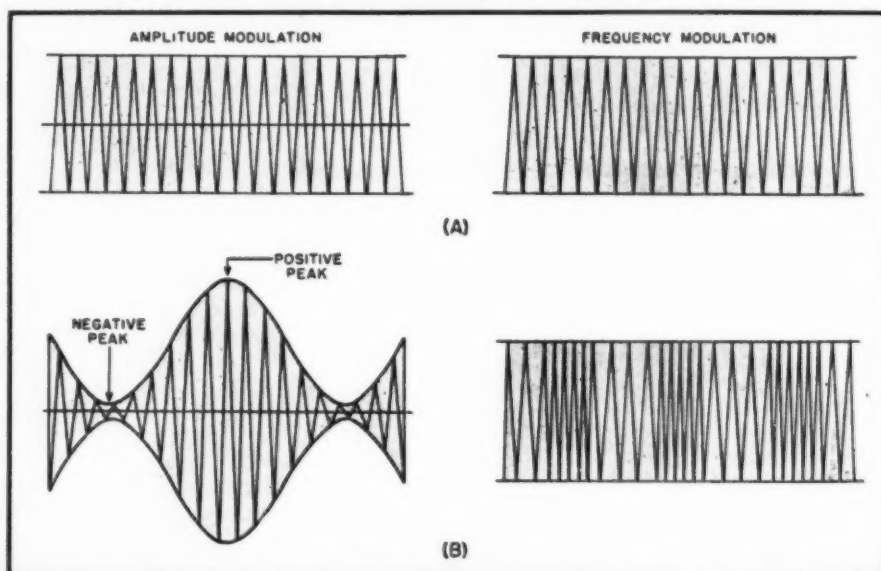 AMPLITUDE MODULATION
FREQUENCY MODULATION
(A)
POSITIVE
PEAK
NEGATIVE
PEAK
(B)